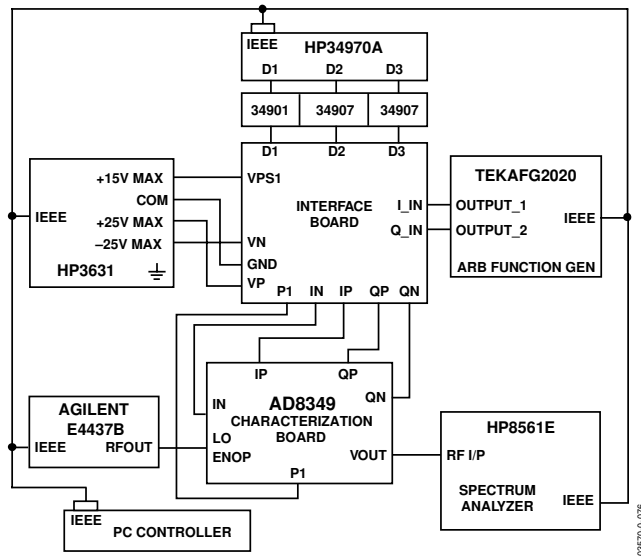 IEEE
HP34970A
D1 D2 D3
34901 34907 34907
D1 D2 D3
+15V MAX
COM
+25V MAX
–25V MAX
IEEE
HP3631
VPS1
VN
GND
VP
INTERFACE
BOARD
I_IN
Q_IN
P1 IN IP QP QN
TEKAFG2020
OUTPUT_1
OUTPUT_2
IEEE
ARB FUNCTION GEN
IP QP
IN
QN
AD8349
CHARACTERIZATION
BOARD
LO
ENOP
VOUT
P1
AGILENT
E4437B
IEEE RFOUT
HP8561E
RF I/P
SPECTRUM
ANALYZER
IEEE
IEEE
PC CONTROLLER
03570-0-076